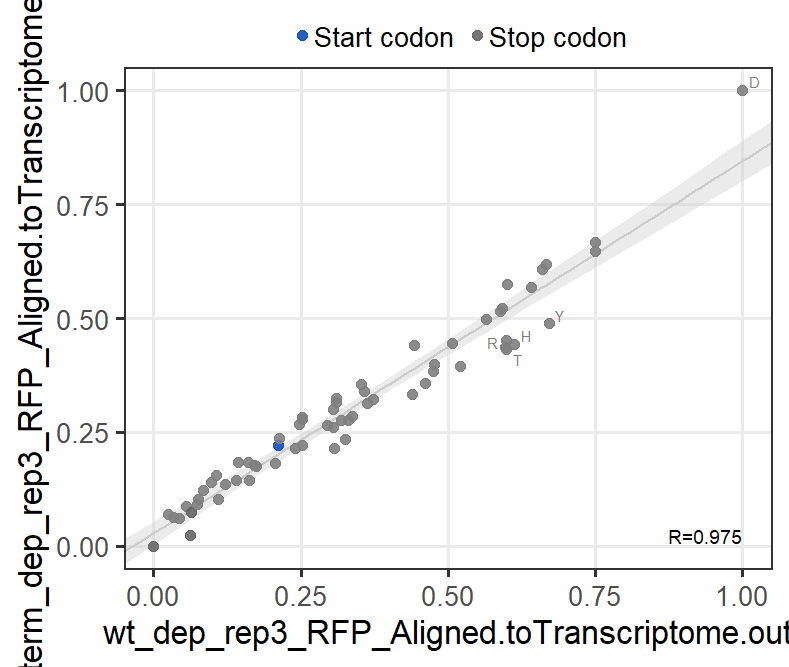 Start codon Stop codon
term_dep_rep3_RFP_Aligned.toTranscriptome
1.00
0.75
0.50
0.25
0.00
D
Y
R H
T
R=0.975
0.00 0.25 0.50 0.75 1.00
wt_dep_rep3_RFP_Aligned.toTranscriptome.out